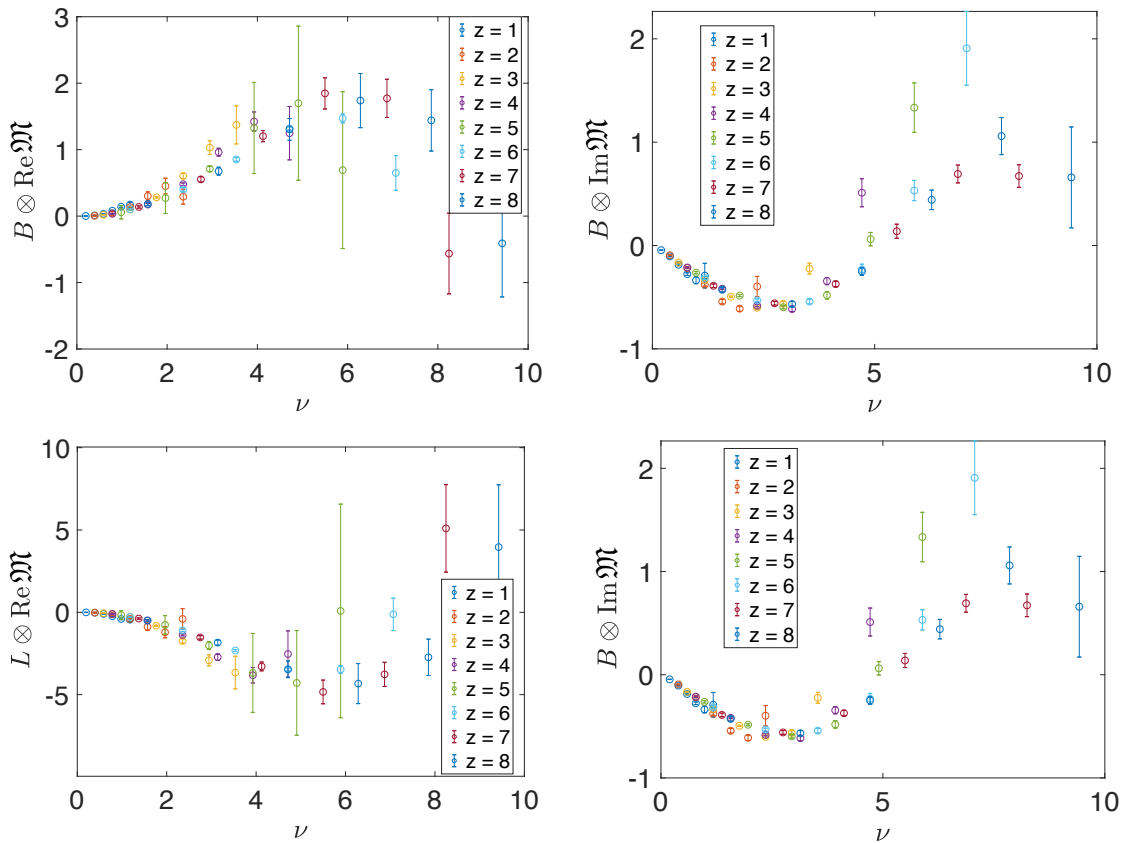 3
2
1
0
-1
-2
0
2
4
6
8
10
B ⊗ Re𝔐
ν
z = 1
z = 2
z = 3
z = 4
z = 5
z = 6
z = 7
z = 8
2
1
0
-1
0
5
10
B ⊗ Im𝔐
ν
z = 1
z = 2
z = 3
z = 4
z = 5
z = 6
z = 7
z = 8
10
5
0
-5
0
2
4
6
8
10
L ⊗ Re𝔐
ν
z = 1
z = 2
z = 3
z = 4
z = 5
z = 6
z = 7
z = 8
2
1
0
-1
0
5
10
B ⊗ Im𝔐
ν
z = 1
z = 2
z = 3
z = 4
z = 5
z = 6
z = 7
z = 8